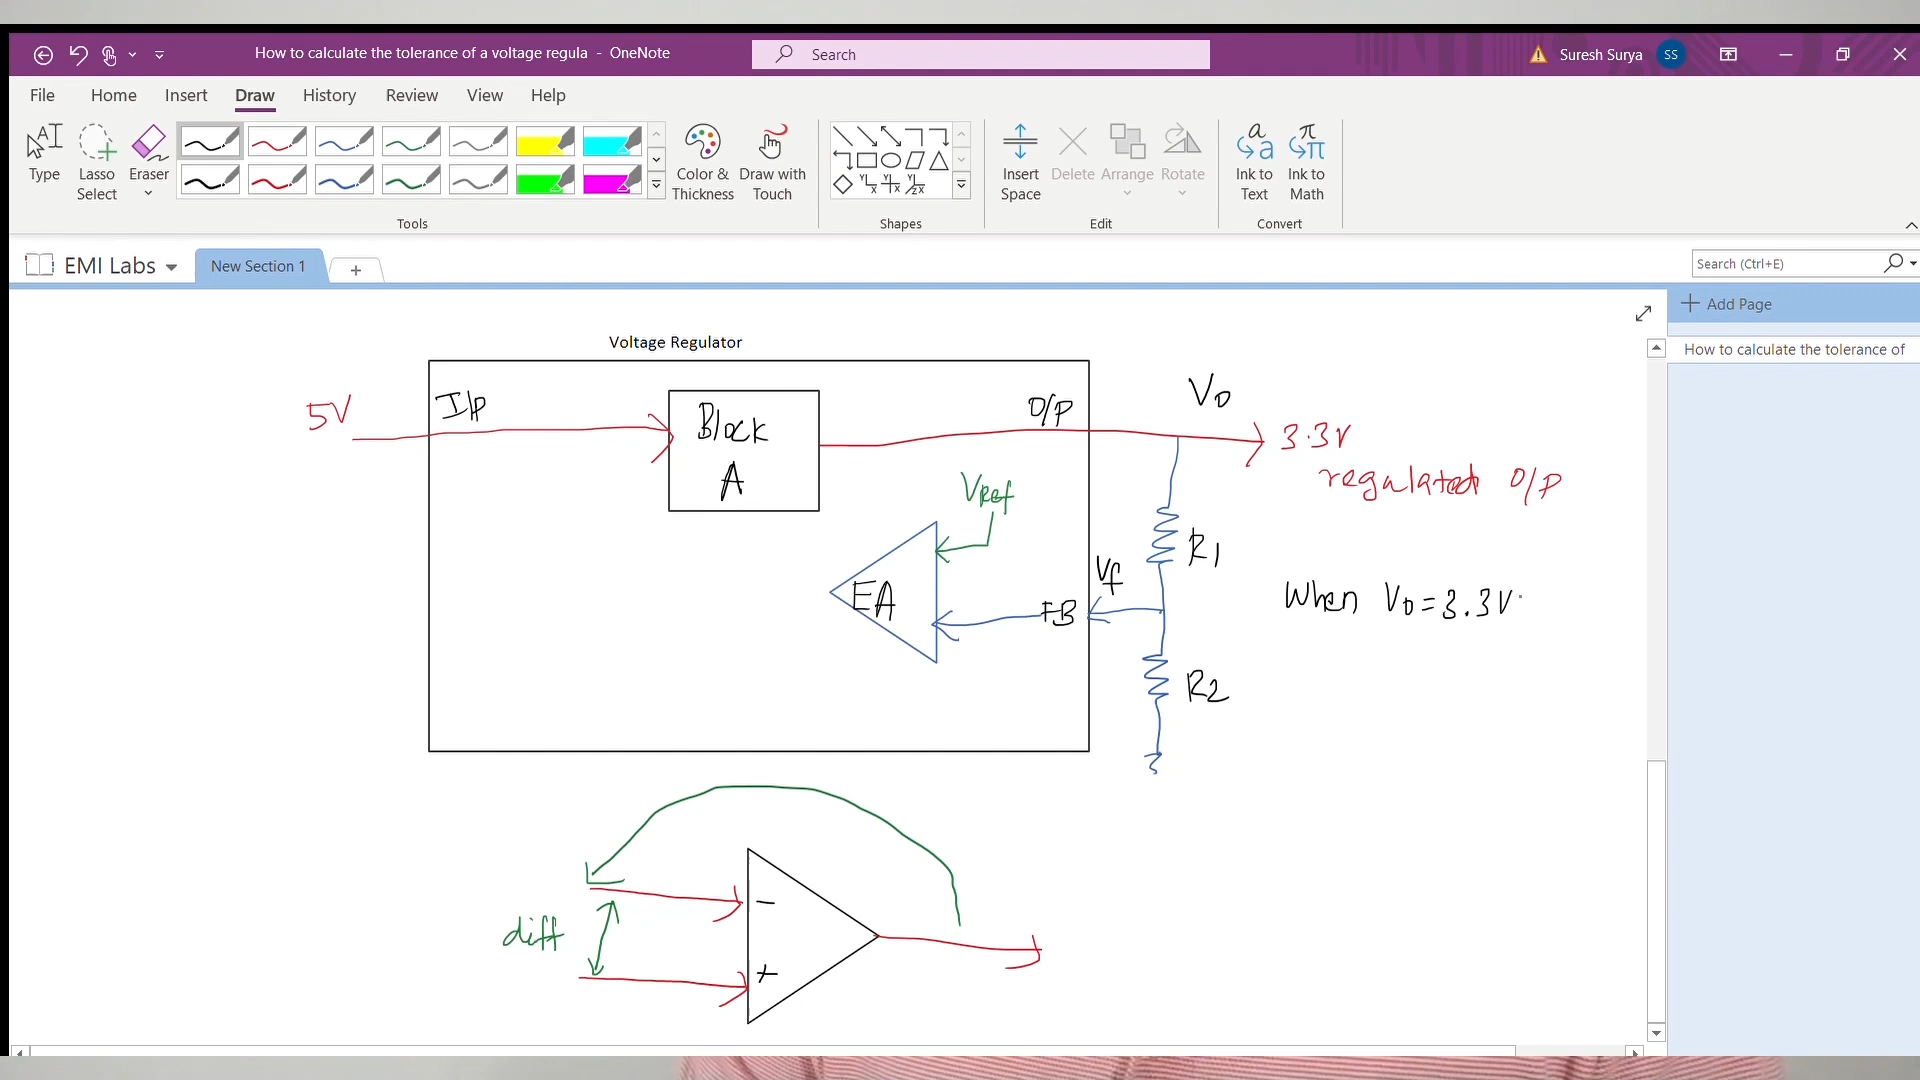 How to calculate the tolerance of a voltage regula - OneNote
Search
Suresh Surya
SS
File
Home
Insert
Draw
History
Review
View
Help
Type
Lasso
Select
Eraser
Color &
Thickness
Draw with
Touch
Insert
Space
Delete
Arrange
Rotate
Ink to
Text
Ink to
Math
Tools
Shapes
Edit
Convert
EMI Labs
New Section 1
Search (Ctrl+E)
Add Page
How to calculate the tolerance of
Voltage Regulator
5V
I/P
Block
A
O/P
Vo
3.3V
regulated O/P
Vref
EA
FB
Vf
R1
When Vo = 3.3V
R2
diff
-
+